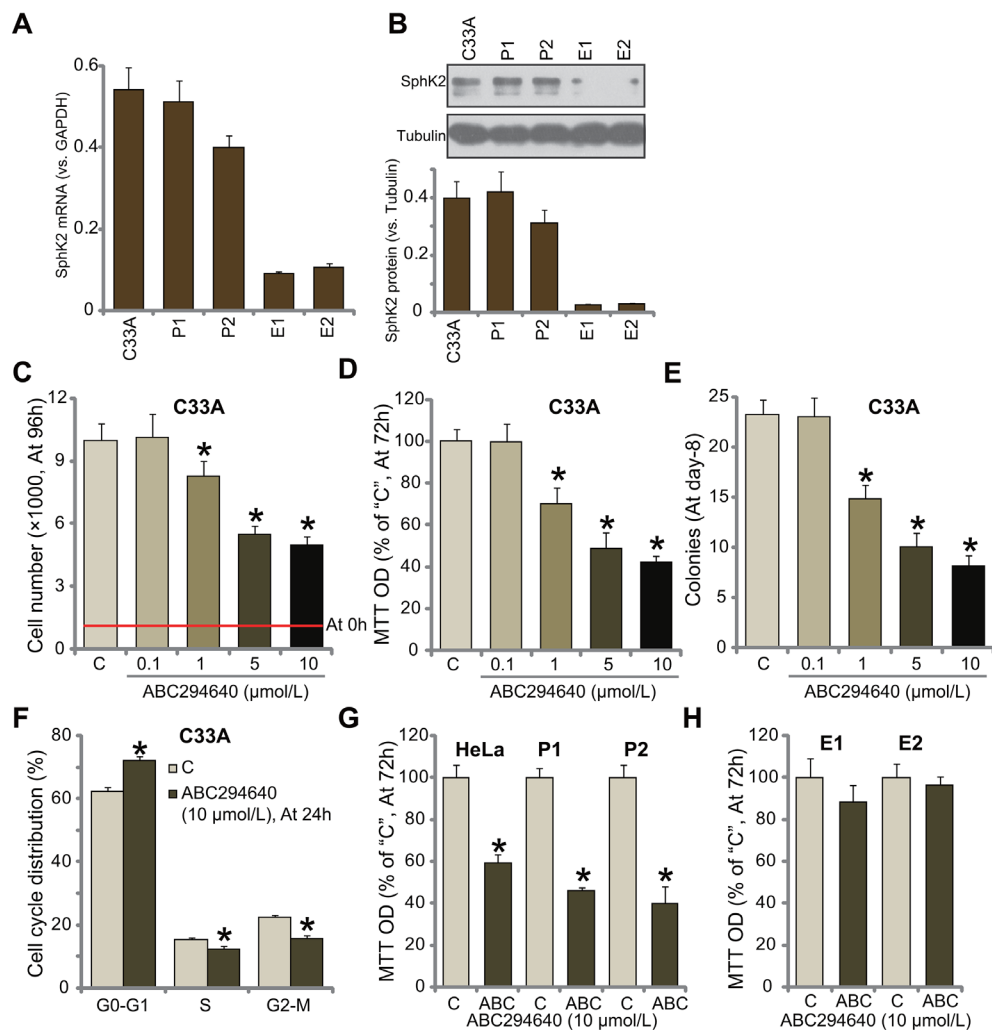 A
SphK2 mRNA (vs. GAPDH)
0.6
0.4
0.2
0
C33A
P1
P2
E1
E2
B
C33A
P1
P2
E1
E2
SphK2
Tubulin
SphK2 protein (vs. Tubulin)
0.4
0.2
0
C33A
P1
P2
E1
E2
C
C33A
Cell number (×1000, At 96h)
12
9
6
3
0
At 0h
C 0.1 1 5 10
ABC294640 (μmol/L)
D
C33A
MTT OD (% of “C”, At 72h)
120
100
80
60
40
20
0
* * *
C 0.1 1 5 10
ABC294640 (μmol/L)
E
C33A
Colonies (At day-8)
25
20
15
10
5
0
* * *
C 0.1 1 5 10
ABC294640 (μmol/L)
F
C33A
Cell cycle distribution (%)
80
60
40
20
0
C
ABC294640
(10 μmol/L), At 24h
* * *
G0-G1 S G2-M
G
MTT OD (% of “C”, At 72h)
120
100
80
60
40
20
0
HeLa P1 P2
* * *
C ABC C ABC C ABC
ABC294640 (10 μmol/L)
H
MTT OD (% of “C”, At 72h)
120
100
80
60
40
20
0
E1 E2
C ABC C ABC
ABC294640 (10 μmol/L)